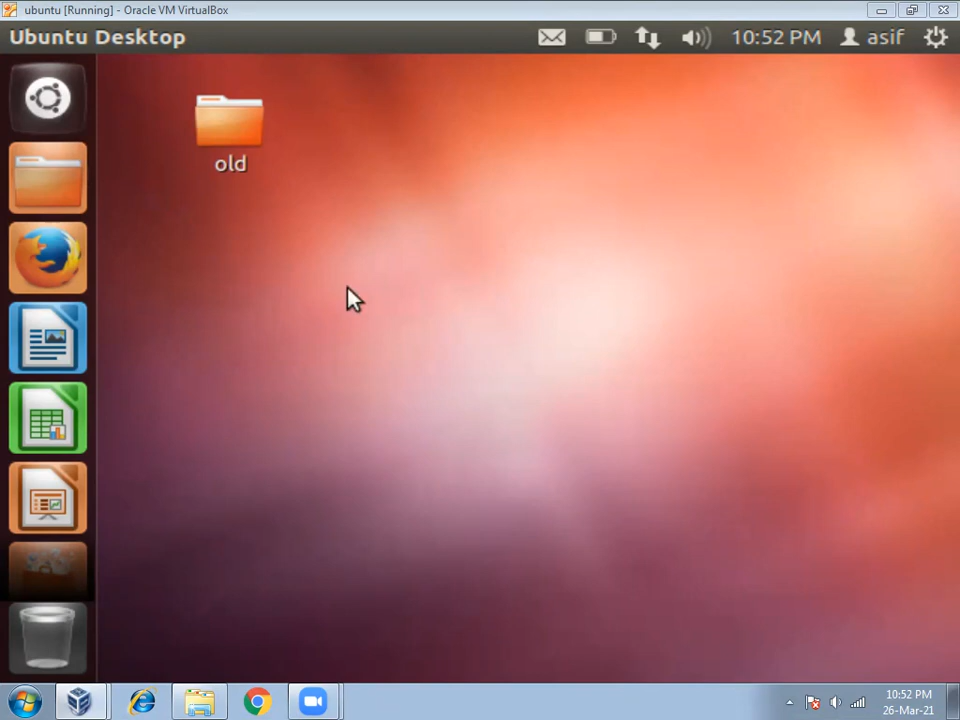 ubuntu [Running] - Oracle VM VirtualBox
Ubuntu Desktop
10:52 PM
asif
old
10:52 PM
26-Mar-21